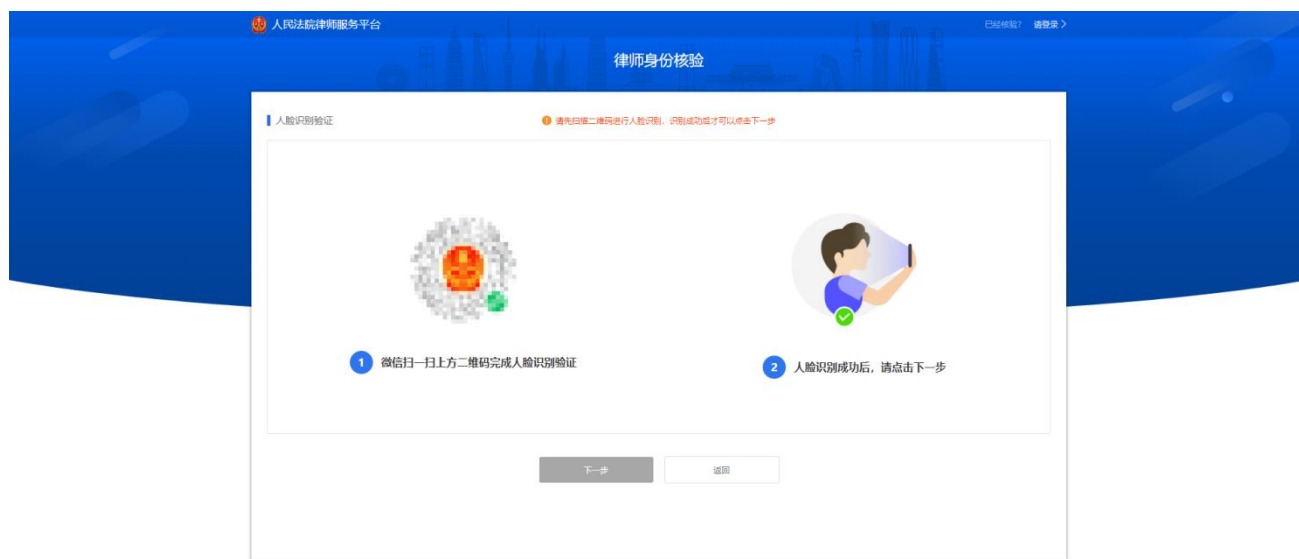 人民法院律师服务平台
已经核验? 请登录 >
律师身份核验
人脸识别验证
请先扫描二维码进行人脸识别，识别成功后才可以点击下一步
1 微信扫一扫上方二维码完成人脸识别验证
2 人脸识别成功后，请点击下一步
下一步
返回